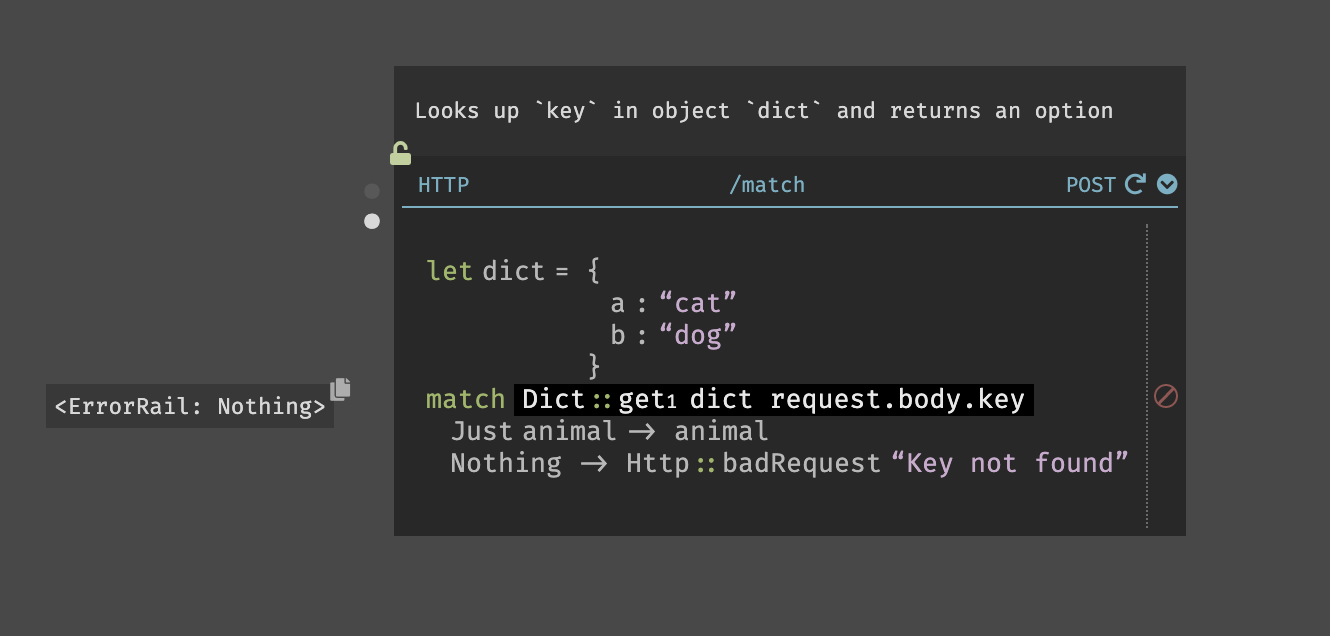 Looks up `key` in object `dict` and returns an option
HTTP /match POST
let dict = {
a : “cat”
b : “dog”
}
match Dict::get1 dict request.body.key
<ErrorRail: Nothing>
Just animal -> animal
Nothing -> Http::badRequest “Key not found”